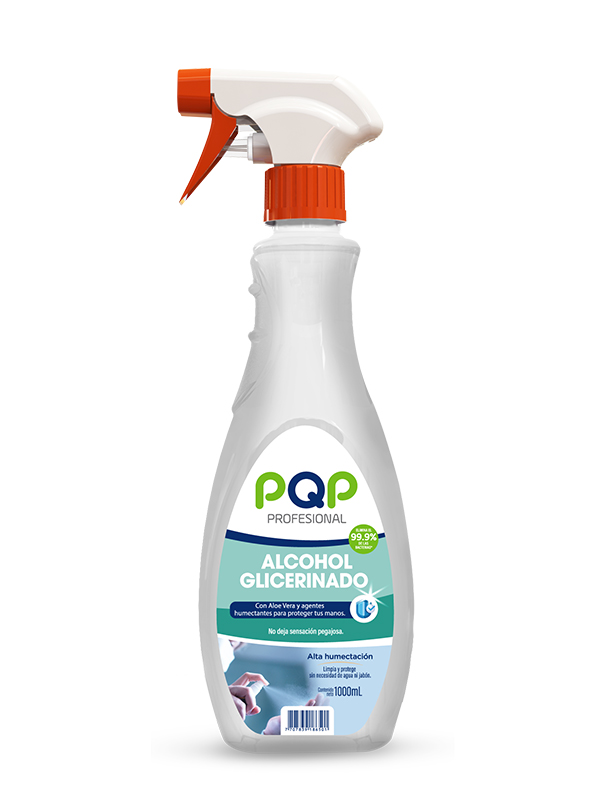 PQP
PROFESIONAL
ELIMINA EL
99.9%
DE LAS
BACTERIAS*
ALCOHOL
GLICERINADO
Con Aloe Vera y agentes
humectantes para proteger tus manos.
No deja sensación pegajosa.
Alta humectación
Limpia y protege
sin necesidad de agua ni jabón.
Contenido
neto 1000mL